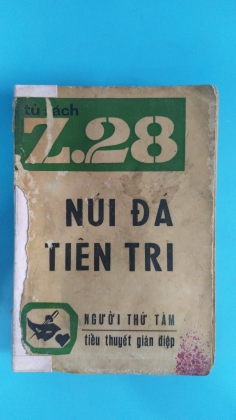 tủ sách
Z.28
NÚI ĐÁ
TIÊN TRI
NGƯỜI THỨ TÁM
tiểu thuyết gián điệp